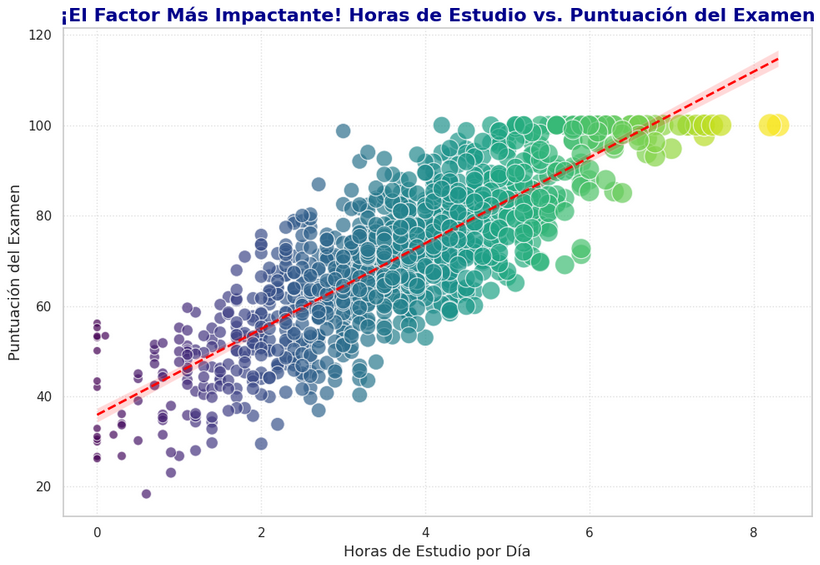 ¡El Factor Más Impactante! Horas de Estudio vs. Puntuación del Examen
120
100
80
60
40
20
Puntuación del Examen
0 2 4 6 8
Horas de Estudio por Día